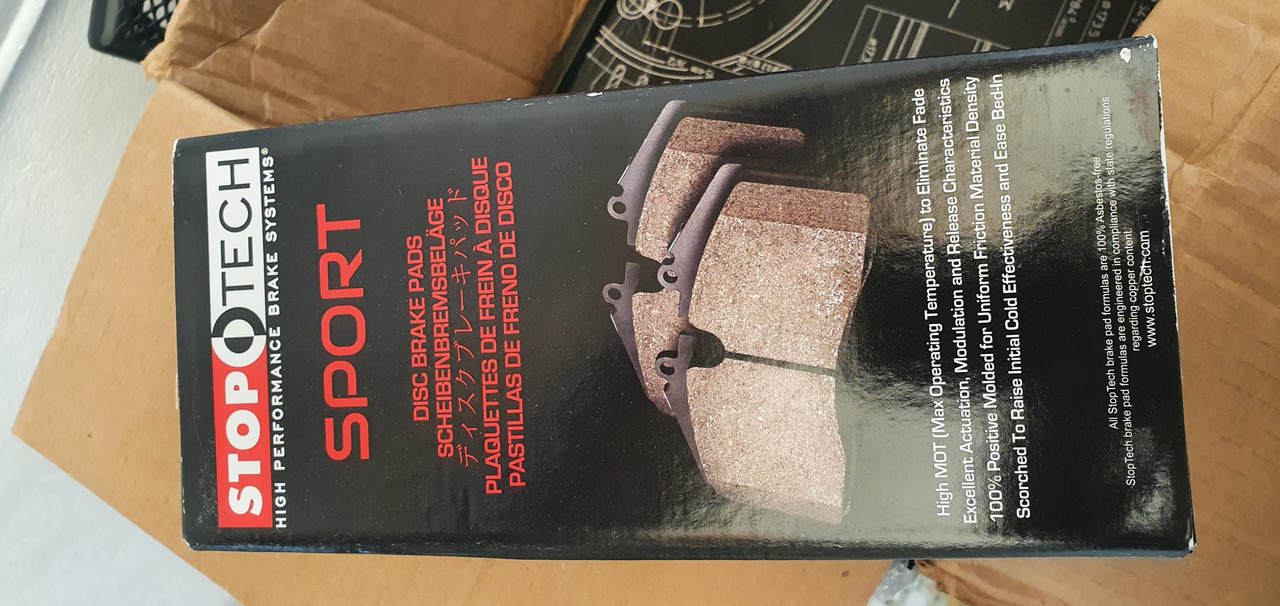 STOPTECH
HIGH PERFORMANCE BRAKE SYSTEMS®
SPORT
DISC BRAKE PADS
SCHEIBENBREMSBELÄGE
ディスクブレーキパッド
PLAQUETTES DE FREIN À DISQUE
PASTILLAS DE FRENO DE DISCO
High MOT (Max Operating Temperature) to Eliminate Fade
Excellent Actuation, Modulation and Release Characteristics
100% Positive Molded for Uniform Friction Material Density
Scorched To Raise Initial Cold Effectiveness and Ease Bed-In
All StopTech brake pad formulas are 100% Asbestos-free.
StopTech brake pad formulas are engineered in compliance with state regulations
regarding copper content.
www.stoptech.com